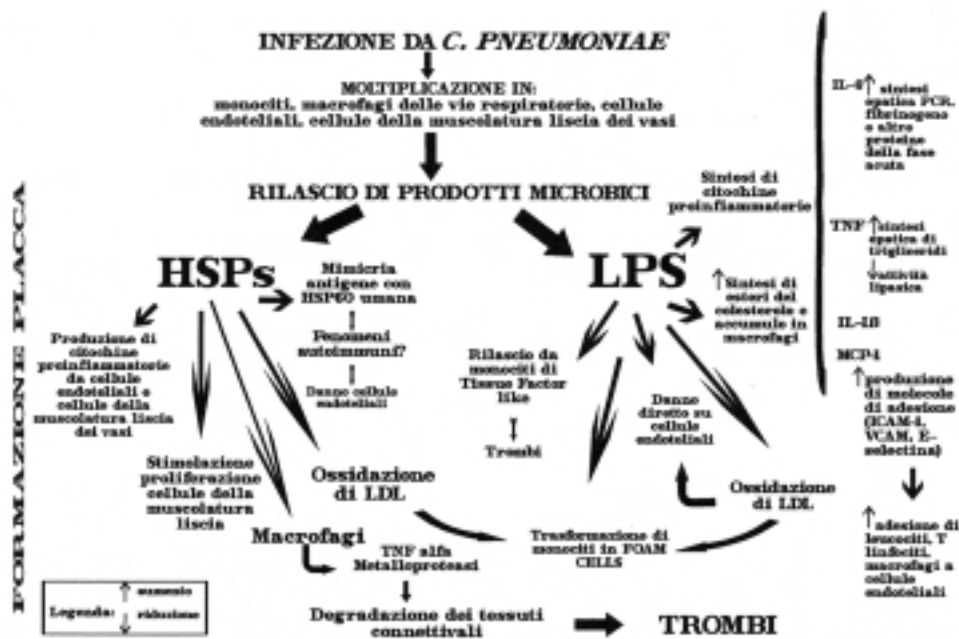 INFEZIONE DA C. PNEUMONIAE
MOLTIPLICAZIONE IN:
monociti, macrofagi delle vie respiratorie, cellule
endoteliali, cellule della muscolatura liscia dei vasi
RILASCIO DI PRODOTTI MICROBICI
FORMAZIONE PLACCA
HSPs
Mimicria
antigene con
HSP60 umana
Fenomeni
autoimmuni?
Danno cellule
endoteliali
Produzione di
citochine
proinfiammatorie
da cellule
endoteliali e
cellule della
muscolatura liscia
dei vasi
Stimolazione
proliferazione
cellule della
muscolatura
liscia
Ossidazione
di LDL
Macrofagi
TNF alfa
Metalloproteasi
Degradazione dei tessuti
connettivali
TROMBI
LPS
Sintesi di
citochine
proinfiammatorie
↑
Sintesi di
esteri del
colesterolo e
accumulo in
macrofagi
Rilascio da
monociti di
Tissue Factor
like
Trombi
Danno
diretto su
cellule
endoteliali
Ossidazione
di LDL
Trasformazione di
monociti in FOAM
CELLS
IL-6 ↑ sintesi
epatica PCR,
fibrinogeno
e altre
proteine
della fase
acuta
TNF ↑ sintesi
epatica di
trigliceridi
↓
attività
lipasica
MCP-1
↑ produzione
di molecole
di adesione
(ICAM-1,
VCAM, E-
selectina)
↑ adesione di
leucociti, T
linfociti,
macrofagi a
cellule
endoteliali
Legenda:
↑ aumento
↓ riduzione